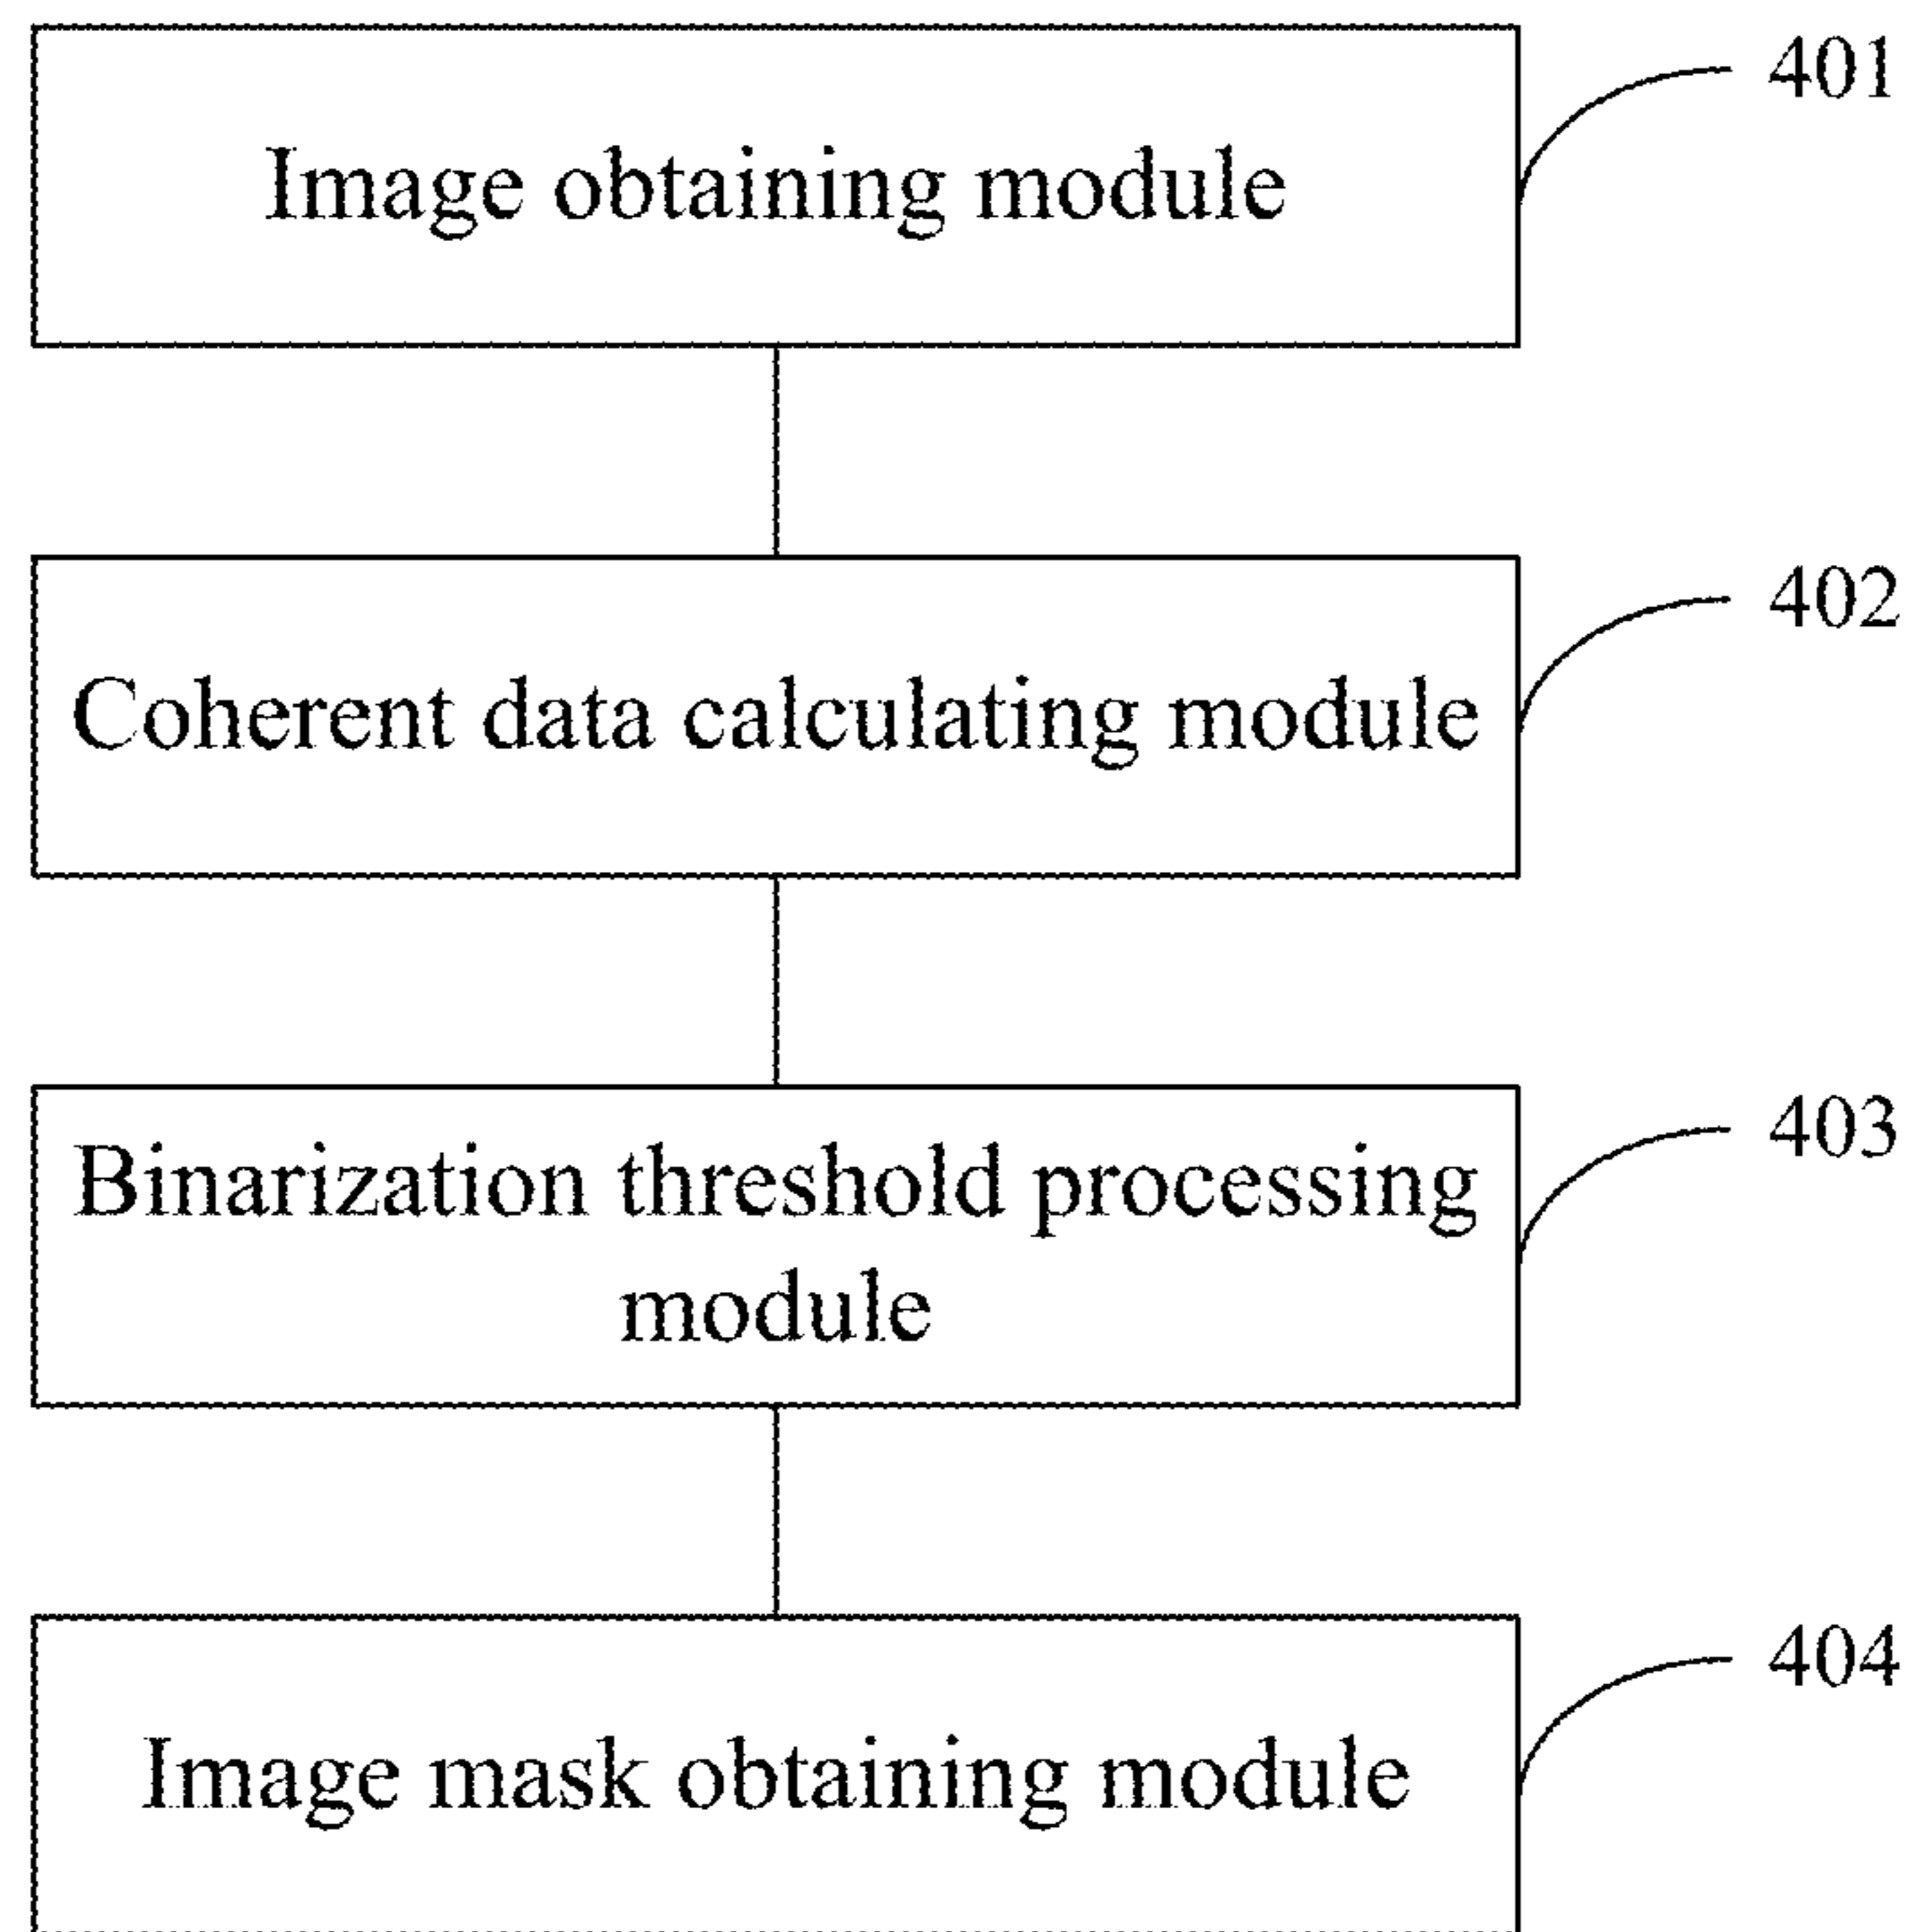 401
Image obtaining module
402
Coherent data calculating module
403
Binarization threshold processing
module
404
Image mask obtaining module